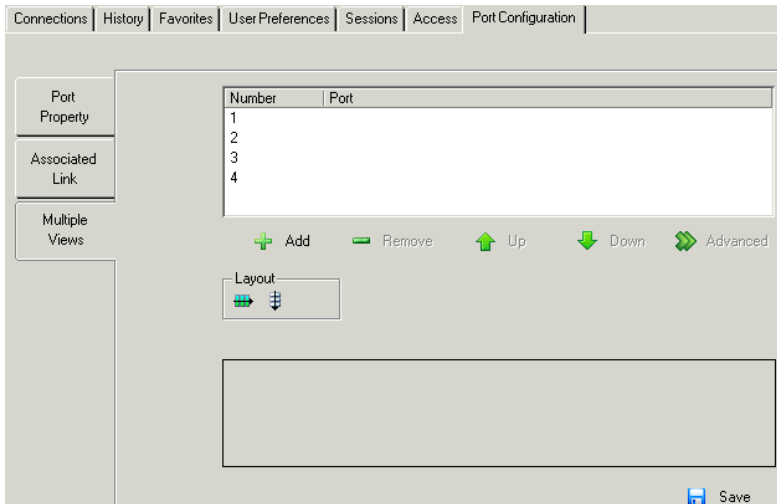 Connections History Favorites User Preferences Sessions Access Port Configuration
Port
Property
Associated
Link
Multiple
Views
Number Port
1
2
3
4
Add Remove Up Down Advanced
Layout
Save